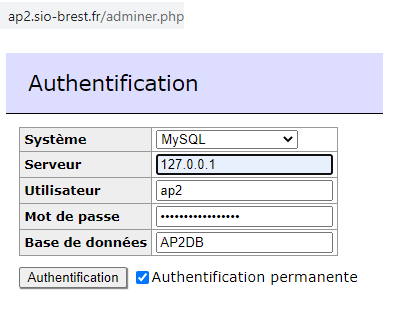 ap2.sio-brest.fr/adminer.php
Authentification
Système MySQL
Serveur 127.0.0.1
Utilisateur ap2
Mot de passe •••••••••••••••••
Base de données AP2DB
Authentification Authentification permanente